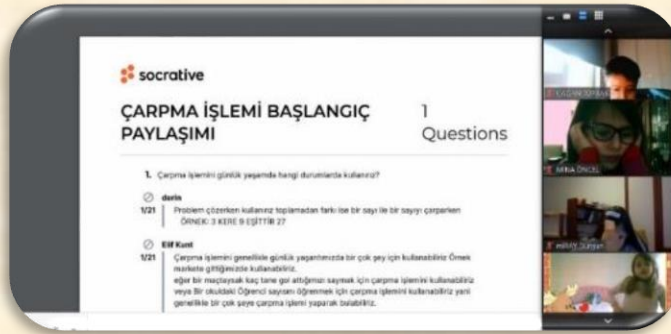 socrative
ÇARPMA İŞLEMİ BAŞLANGIÇ
PAYLAŞIMI
1
Questions
1. Çarpma işlemini günlük yaşamda hangi durumlarda kullanırız?
derin
1/21 Problem çözerken kullanırız toplamadan farkı ise bir sayı ile bir sayıyı çarparken
ÖRNEK: 3 KERE 9 EŞİTTİR 27
Elif Kunt
1/21 Çarpma işlemini genellikle günlük yaşantımızda bir çok şey için kullanabiliriz Örnek
markete gittiğimizde kullanabiliriz.
eğer bir maçtaysak kaç tane gol attığımızı saymak için çarpma işlemini kullanabiliriz
veya Bir okuldaki Öğrenci sayısını öğrenmek için çarpma işlemini kullanabiliriz yani
genellikle bir çok şeye çarpma işlemi yaparak bulabiliriz.
ÖNCEL